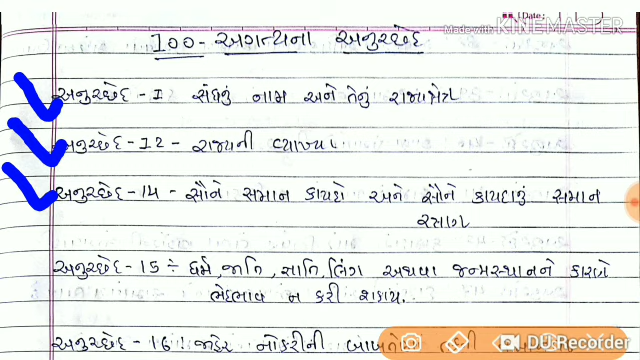 Date:
Made with KINEMASTER
100 - અગત્યના અનુચ્છેદ
અનુચ્છેદ - 1 સંઘનું નામ અને તેનું રાજ્યક્ષેત્ર
અનુચ્છેદ - 12 - રાજ્યની વ્યાખ્યા
અનુચ્છેદ - 14 - સૌને સમાન કાયદો અને સૌને કાયદાનું સમાન
રક્ષણ
અનુચ્છેદ - 15 ÷ ધર્મ, જાતિ, જ્ઞાતિ, લિંગ અથવા જન્મસ્થાનને કારણે
ભેદભાવ ન કરી શકાય.
અનુચ્છેદ - 16 : જાહેર નોકરીની
DU Recorder